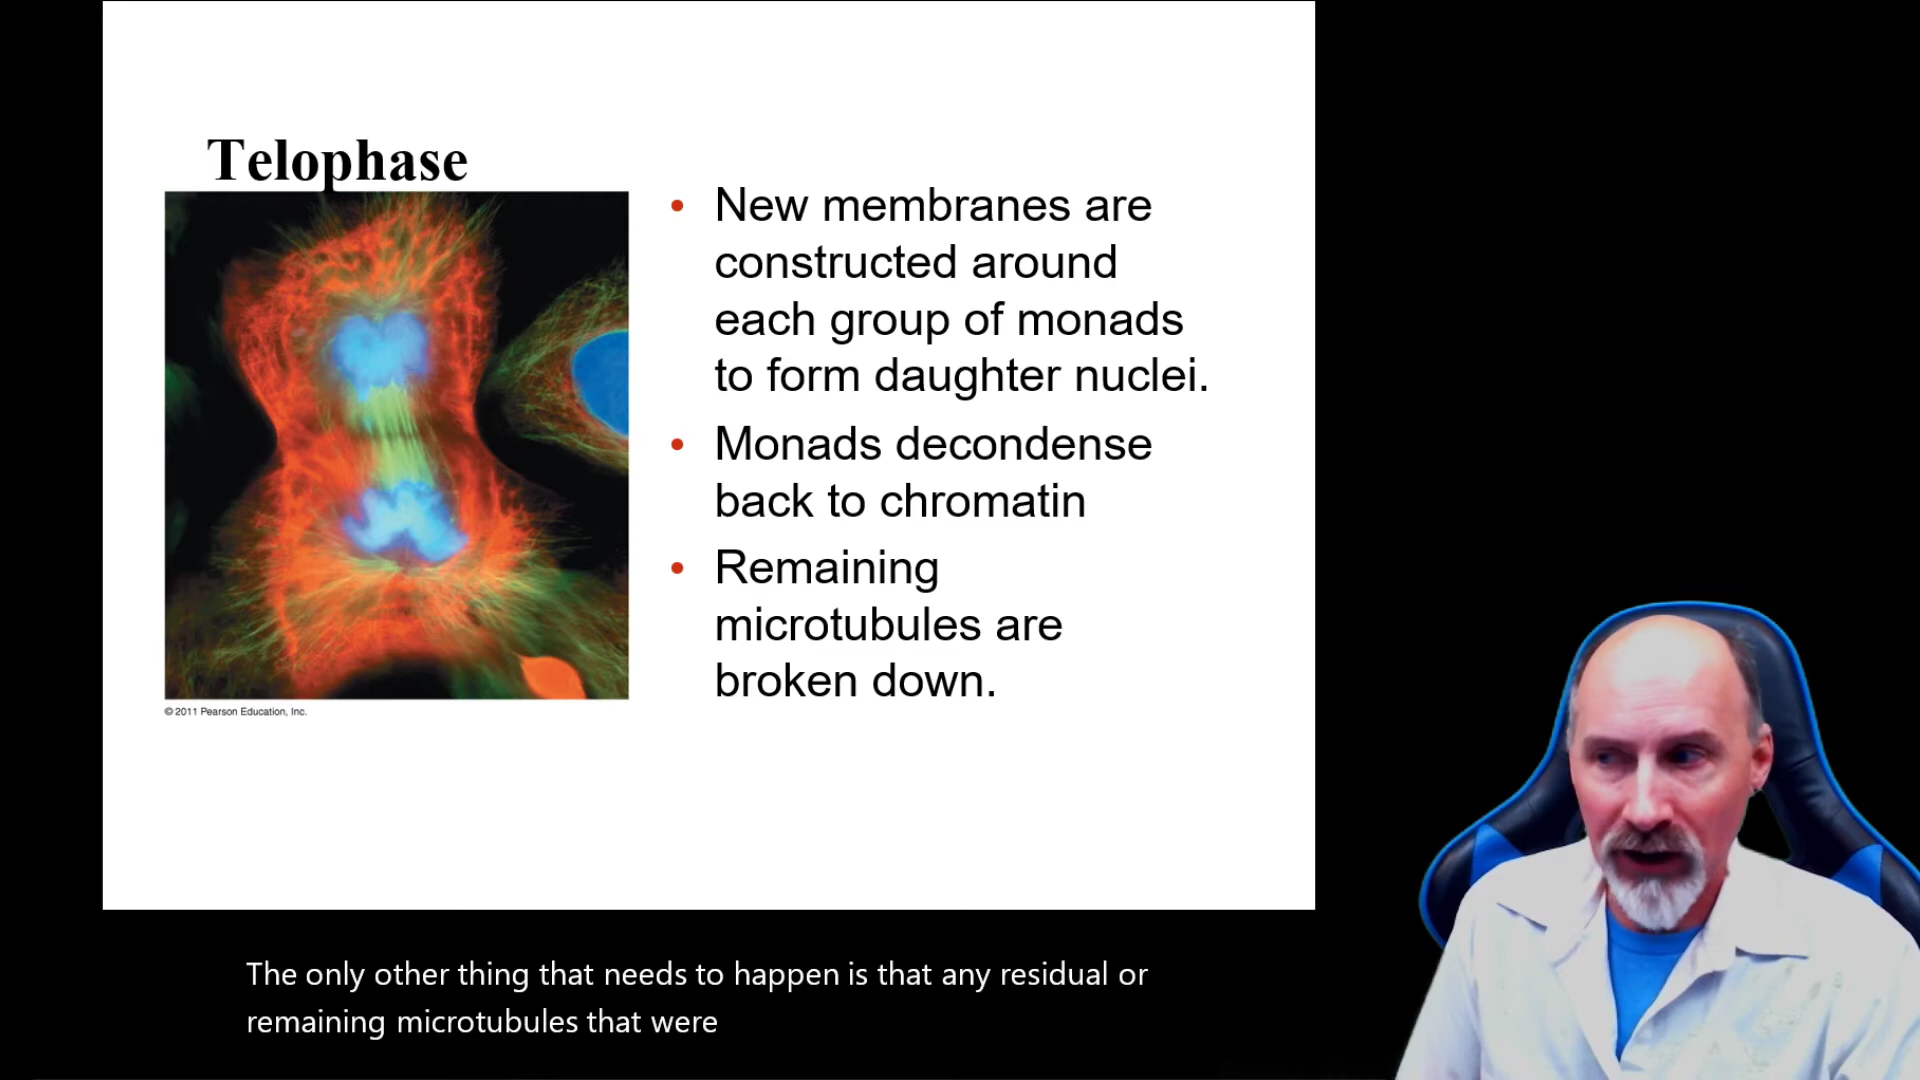 Telophase
• New membranes are
constructed around
each group of monads
to form daughter nuclei.
• Monads decondense
back to chromatin
• Remaining
microtubules are
broken down.
© 2011 Pearson Education, Inc.
The only other thing that needs to happen is that any residual or
remaining microtubules that were